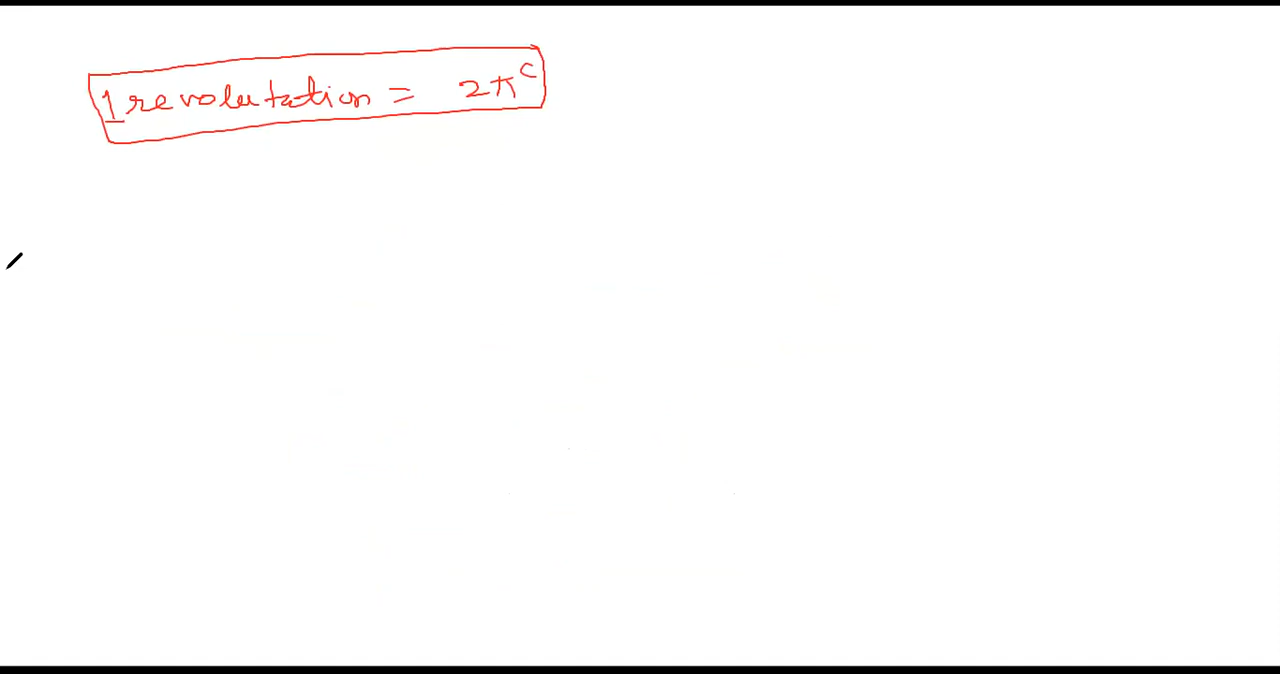 1 revolutation = 2π^c